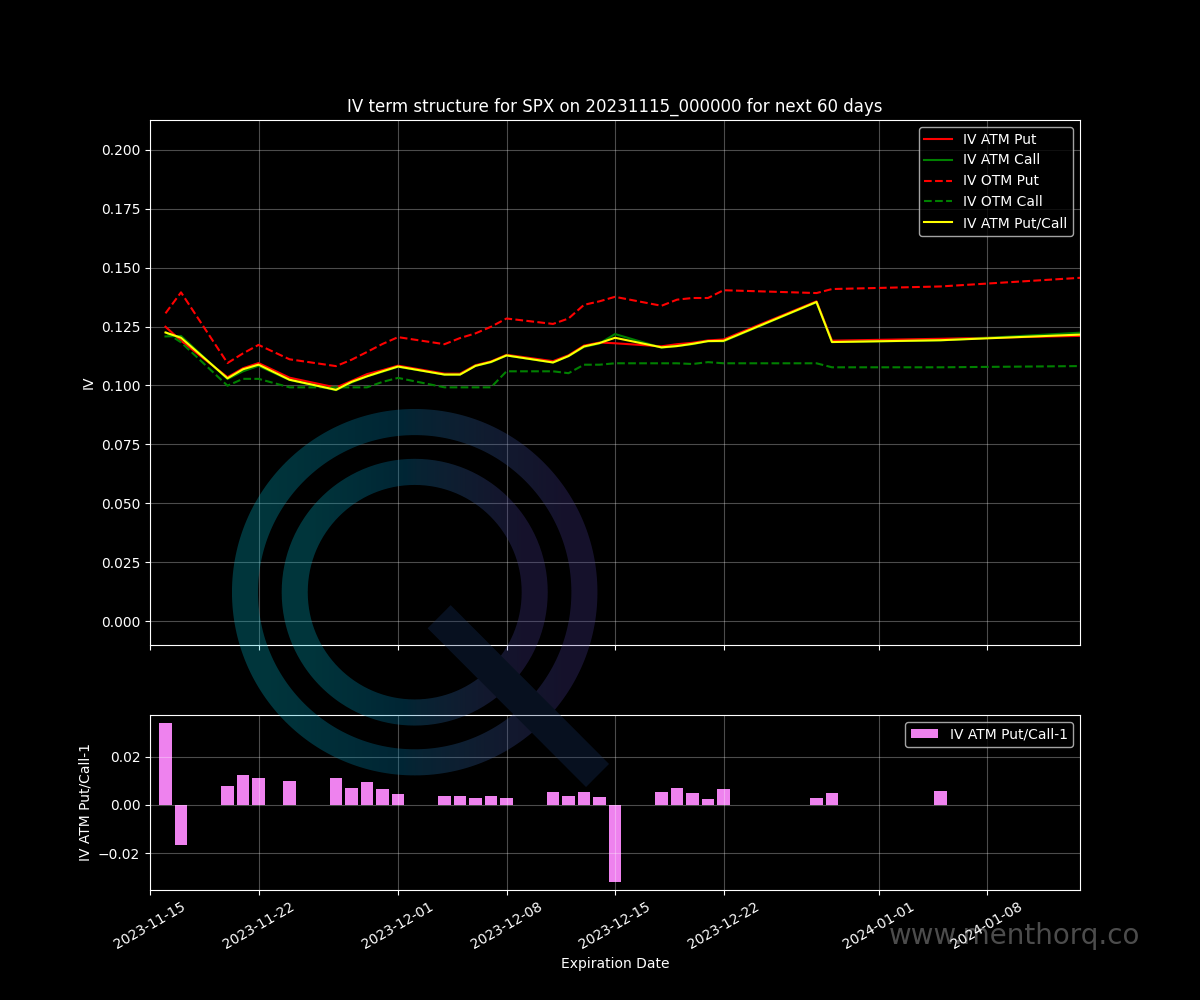 IV term structure for SPX on 20231115_000000 for next 60 days
IV ATM Put
IV ATM Call
IV OTM Put
IV OTM Call
IV ATM Put/Call
0.200
0.175
0.150
0.125
0.100
0.075
0.050
0.025
0.000
IV
IV ATM Put/Call-1
0.02
0.00
−0.02
IV ATM Put/Call-1
2023-11-15
2023-11-22
2023-12-01
2023-12-08
2023-12-15
2023-12-22
2024-01-01
2024-01-08
www.menthorq.co
Expiration Date